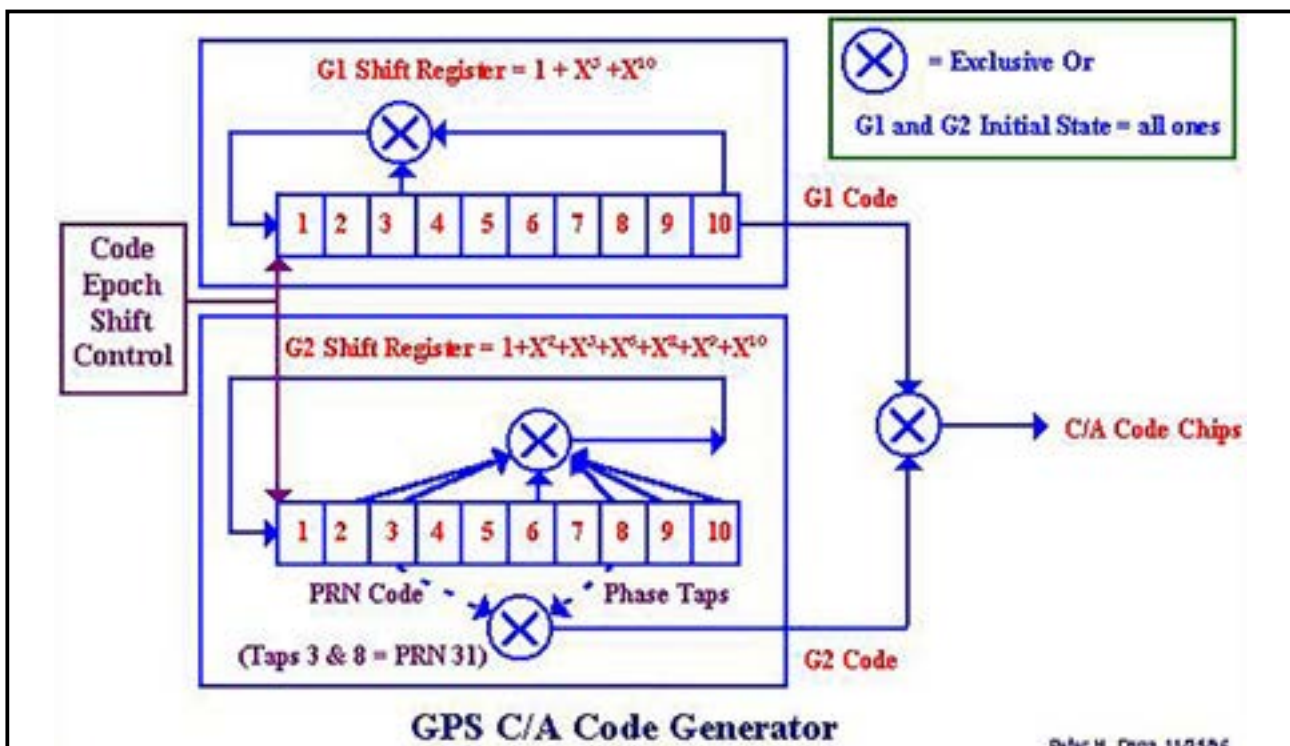 G1 Shift Register = 1 + X³ +X¹⁰
= Exclusive Or
G1 and G2 Initial State = all ones
1 2 3 4 5 6 7 8 9 10
G1 Code
Code
Epoch
Shift
Control
G2 Shift Register = 1+X²+X³+X⁶+X⁸+X⁹+X¹⁰
C/A Code Chips
1 2 3 4 5 6 7 8 9 10
PRN Code
Phase Taps
(Taps 3 & 8 = PRN 31)
G2 Code
GPS C/A Code Generator